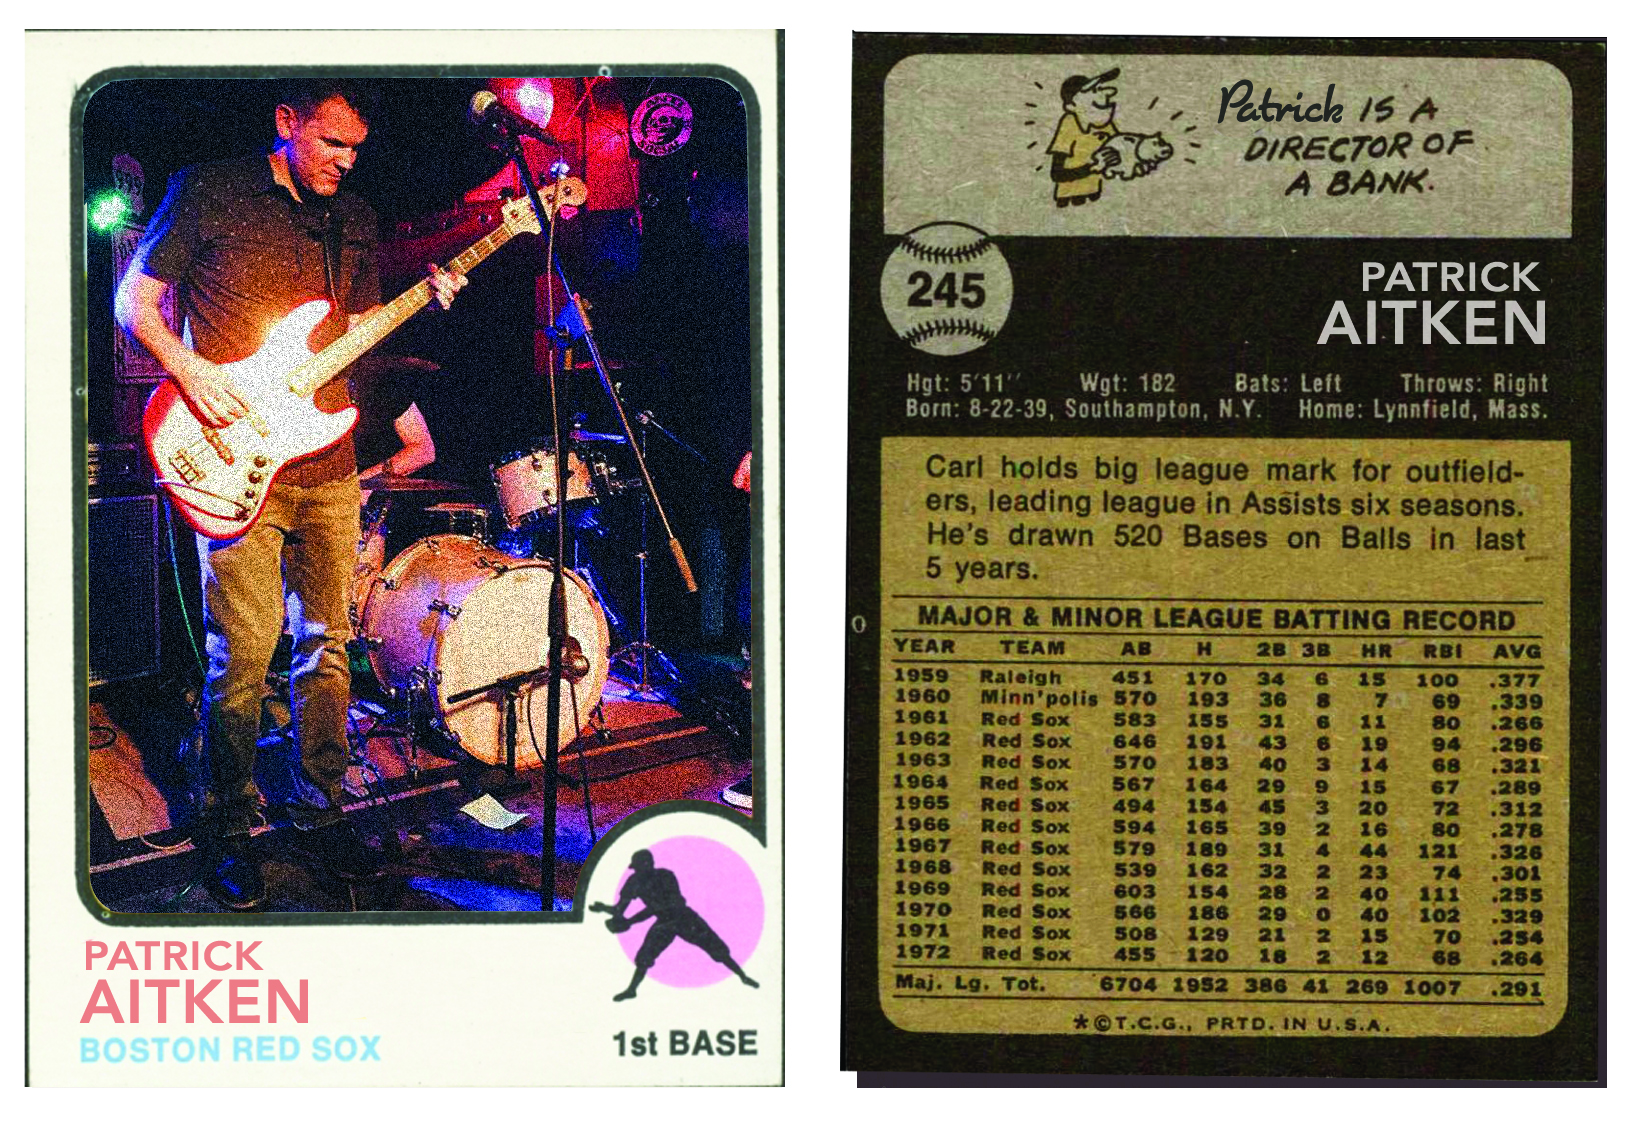 PATRICK
AITKEN
BOSTON RED SOX
1st BASE
Patrick IS A
DIRECTOR OF
A BANK.
245
PATRICK
AITKEN
Hgt: 5'11" Wgt: 182 Bats: Left Throws: Right
Born: 8-22-39, Southampton, N.Y. Home: Lynnfield, Mass.
Carl holds big league mark for outfield-
ers, leading league in Assists six seasons.
He's drawn 520 Bases on Balls in last
5 years.
MAJOR & MINOR LEAGUE BATTING RECORD
YEAR TEAM AB H 2B 3B HR RBI AVG
1959 Raleigh 451 170 34 6 15 100 .377
1960 Minn'polis 570 193 36 8 7 69 .339
1961 Red Sox 583 155 31 6 11 80 .266
1962 Red Sox 646 191 43 6 19 94 .296
1963 Red Sox 570 183 40 3 14 68 .321
1964 Red Sox 567 164 29 9 15 67 .289
1965 Red Sox 494 154 45 3 20 72 .312
1966 Red Sox 594 165 39 2 16 80 .278
1967 Red Sox 579 189 31 4 44 121 .326
1968 Red Sox 539 162 32 2 23 74 .301
1969 Red Sox 603 154 28 2 40 111 .255
1970 Red Sox 566 186 29 0 40 102 .329
1971 Red Sox 508 129 21 2 15 70 .254
1972 Red Sox 455 120 18 2 12 68 .264
Maj. Lg. Tot. 6704 1952 386 41 269 1007 .291
*©T.C.G., PRTD. IN U.S.A.